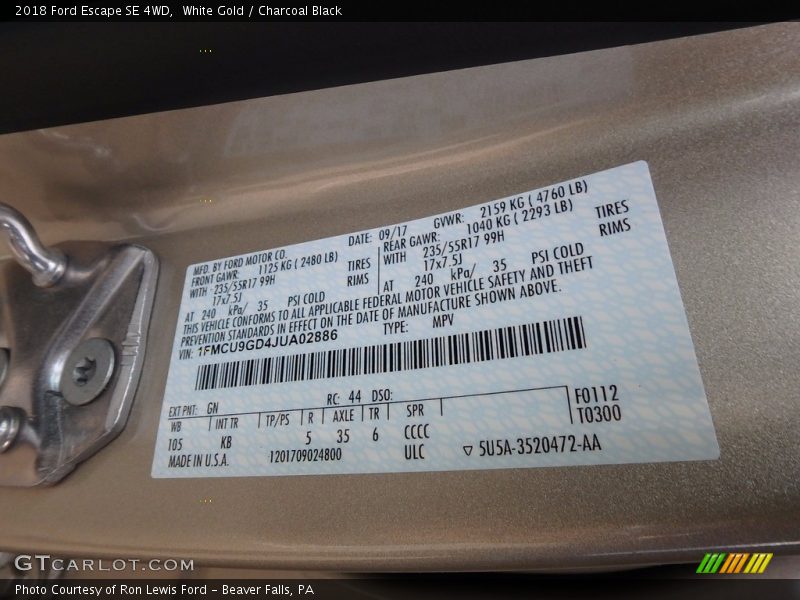 2018 Ford Escape SE 4WD,  White Gold / Charcoal Black
MFD. BY FORD MOTOR CO. DATE: 09/17 GVWR: 2159 KG ( 4760 LB)
FRONT GAWR: 1125 KG ( 2480 LB) REAR GAWR: 1040 KG ( 2293 LB)
WITH 235/55R17 99H TIRES WITH 235/55R17 99H TIRES
17x7.5J RIMS 17x7.5J RIMS
AT 240 kPa/ 35 PSI COLD AT 240 kPa/ 35 PSI COLD
THIS VEHICLE CONFORMS TO ALL APPLICABLE FEDERAL MOTOR VEHICLE SAFETY AND THEFT
PREVENTION STANDARDS IN EFFECT ON THE DATE OF MANUFACTURE SHOWN ABOVE.
VIN: 1FMCU9GD4JUA02886 TYPE: MPV
EXT PNT: GN RC: 44 DSO: F0112
WB INT TR TP/PS R AXLE TR SPR T0300
105 KB 5 35 6 CCCC
MADE IN U.S.A. 1201709024800 ULC ▽ 5U5A-3520472-AA
GTCARLOT.COM
Photo Courtesy of Ron Lewis Ford - Beaver Falls, PA